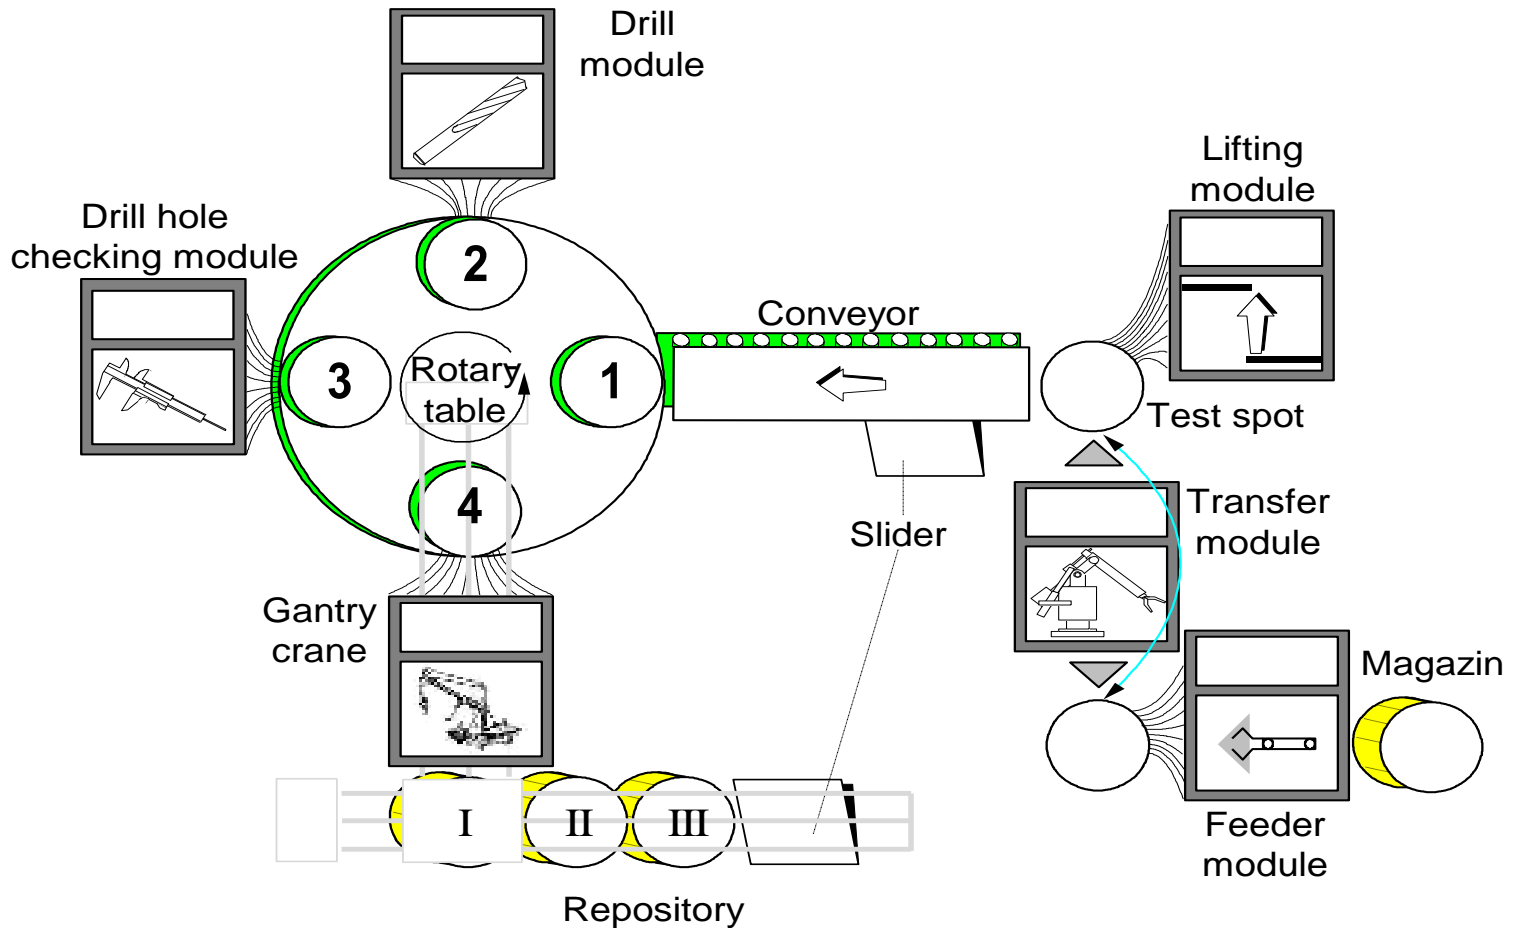 Drill
module
Lifting
module
Drill hole
checking module
2
Conveyor
3
Rotary
table
1
Test spot
4
Transfer
module
Slider
Gantry
crane
Magazin
I
II
III
Feeder
module
Repository